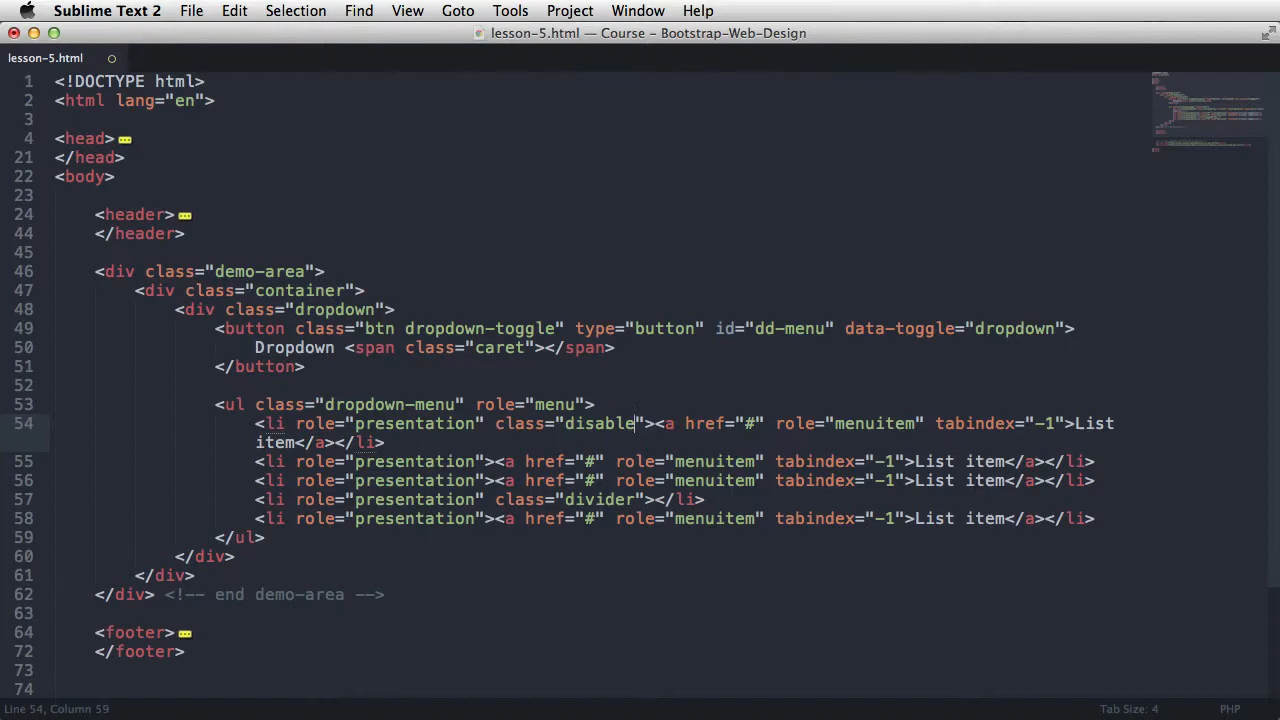 Sublime Text 2 File Edit Selection Find View Goto Tools Project Window Help
lesson-5.html — Course – Bootstrap-Web-Design
lesson-5.html
1 <!DOCTYPE html>
2 <html lang="en">
3
4 <head>
21 </head>
22 <body>
23
24 <header>
44 </header>
45
46 <div class="demo-area">
47 <div class="container">
48 <div class="dropdown">
49 <button class="btn dropdown-toggle" type="button" id="dd-menu" data-toggle="dropdown">
50 Dropdown <span class="caret"></span>
51 </button>
52
53 <ul class="dropdown-menu" role="menu">
54 <li role="presentation" class="disable"><a href="#" role="menuitem" tabindex="-1">List
item</a></li>
55 <li role="presentation"><a href="#" role="menuitem" tabindex="-1">List item</a></li>
56 <li role="presentation"><a href="#" role="menuitem" tabindex="-1">List item</a></li>
57 <li role="presentation" class="divider"></li>
58 <li role="presentation"><a href="#" role="menuitem" tabindex="-1">List item</a></li>
59 </ul>
60 </div>
61 </div>
62 </div> <!-- end demo-area -->
63
64 <footer>
72 </footer>
73
74
Line 54, Column 59 Tab Size: 4 PHP